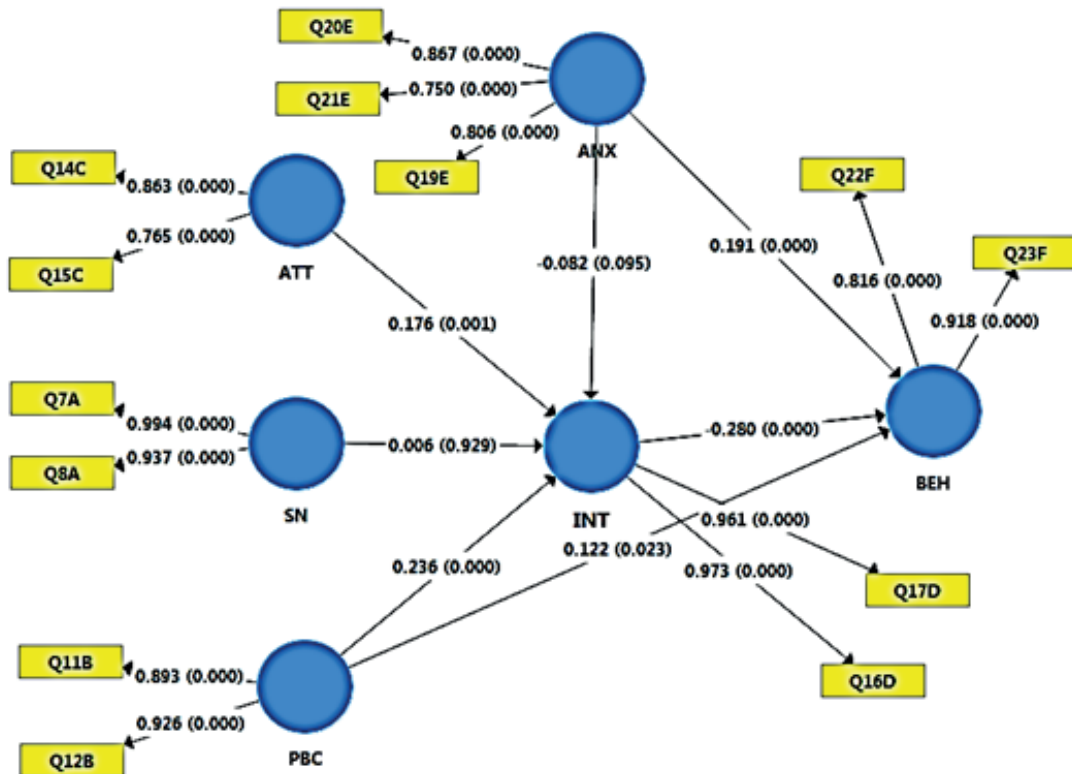 Q20E
0.867 (0.000)
Q21E
0.750 (0.000)
0.806 (0.000)
Q19E
ANX
Q14C
0.863 (0.000)
0.765 (0.000)
Q15C
ATT
Q22F
Q23F
0.191 (0.000)
-0.082 (0.095)
0.816 (0.000)
0.918 (0.000)
0.176 (0.001)
Q7A
0.994 (0.000)
0.937 (0.000)
Q8A
SN
0.006 (0.929)
INT
-0.280 (0.000)
BEH
0.961 (0.000)
0.122 (0.023)
0.236 (0.000)
0.973 (0.000)
Q17D
Q16D
Q11B
0.893 (0.000)
0.926 (0.000)
Q12B
PBC